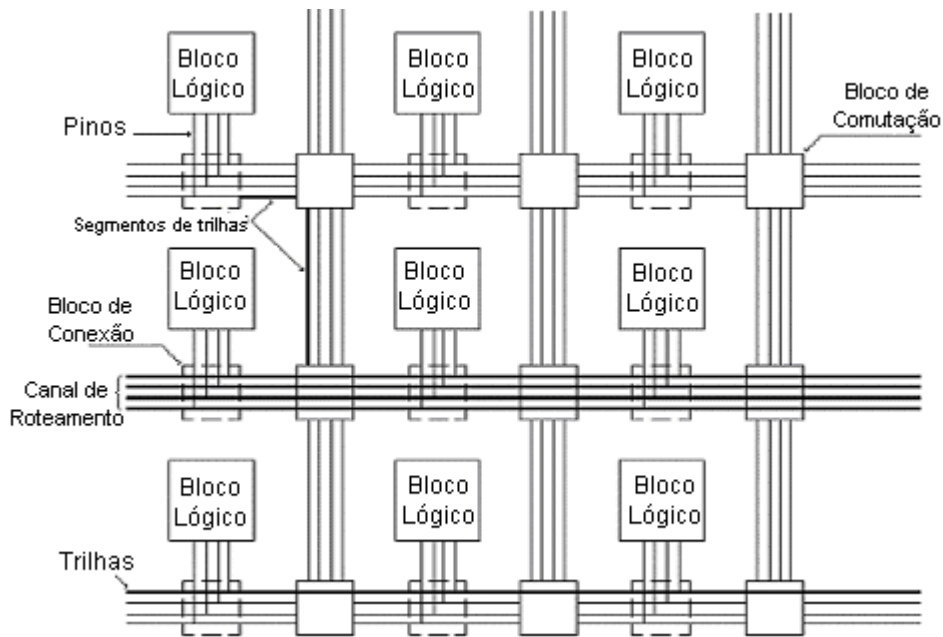 Bloco
Lógico
Bloco
Lógico
Bloco
Lógico
Bloco de
Comutação
Pinos
Segmentos de trilhas
Bloco
Lógico
Bloco
Lógico
Bloco
Lógico
Bloco de
Conexão
Canal de
Roteamento
Bloco
Lógico
Bloco
Lógico
Bloco
Lógico
Trilhas